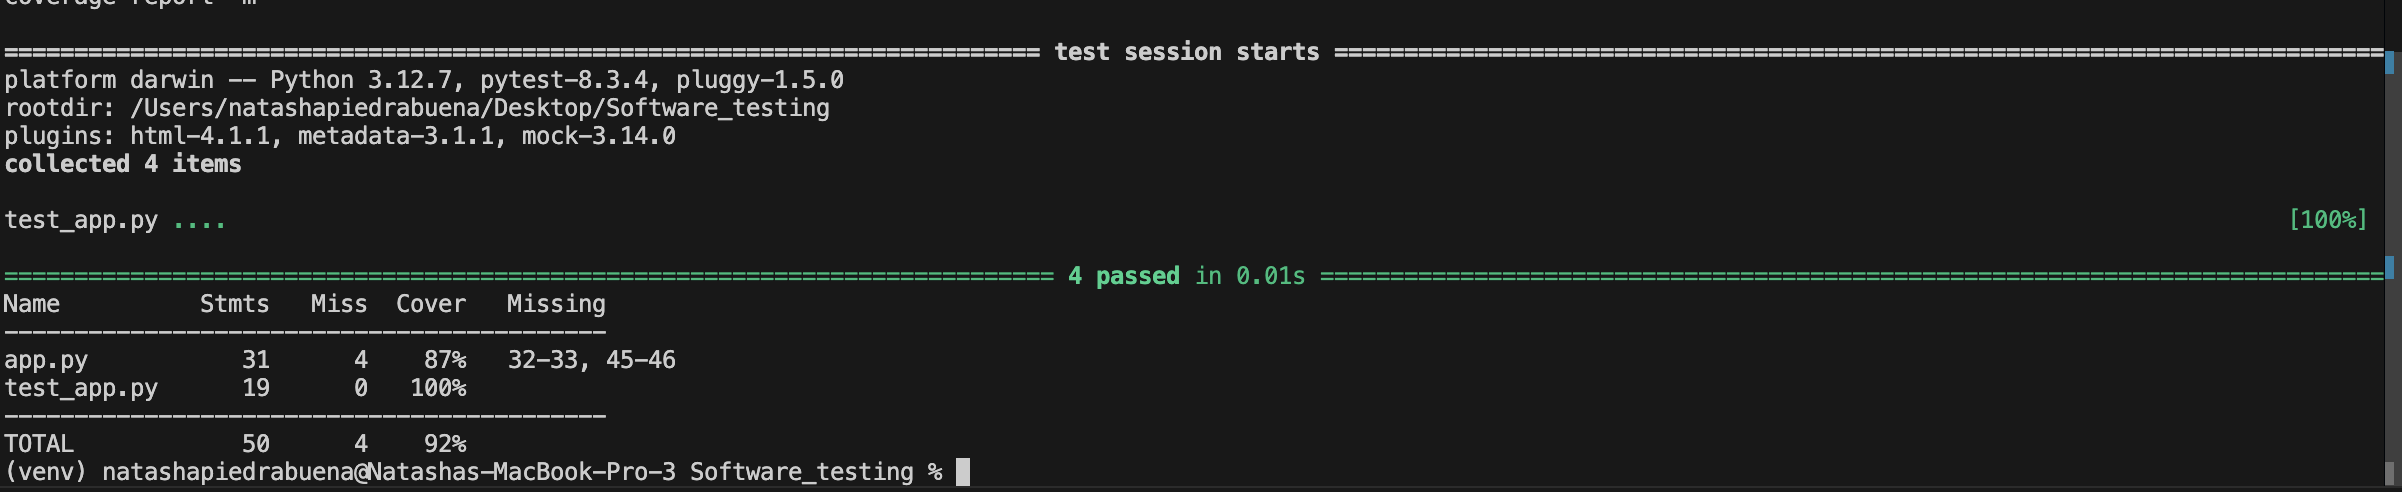 coverage report -m
============================== test session starts ==============================
platform darwin -- Python 3.12.7, pytest-8.3.4, pluggy-1.5.0
rootdir: /Users/natashapiedrabuena/Desktop/Software_testing
plugins: html-4.1.1, metadata-3.1.1, mock-3.14.0
collected 4 items
test_app.py .... [100%]
============================== 4 passed in 0.01s ==============================
Name Stmts Miss Cover Missing
-------------------------------------------
app.py 31 4 87% 32-33, 45-46
test_app.py 19 0 100%
-------------------------------------------
TOTAL 50 4 92%
(venv) natashapiedrabuena@Natashas-MacBook-Pro-3 Software_testing %